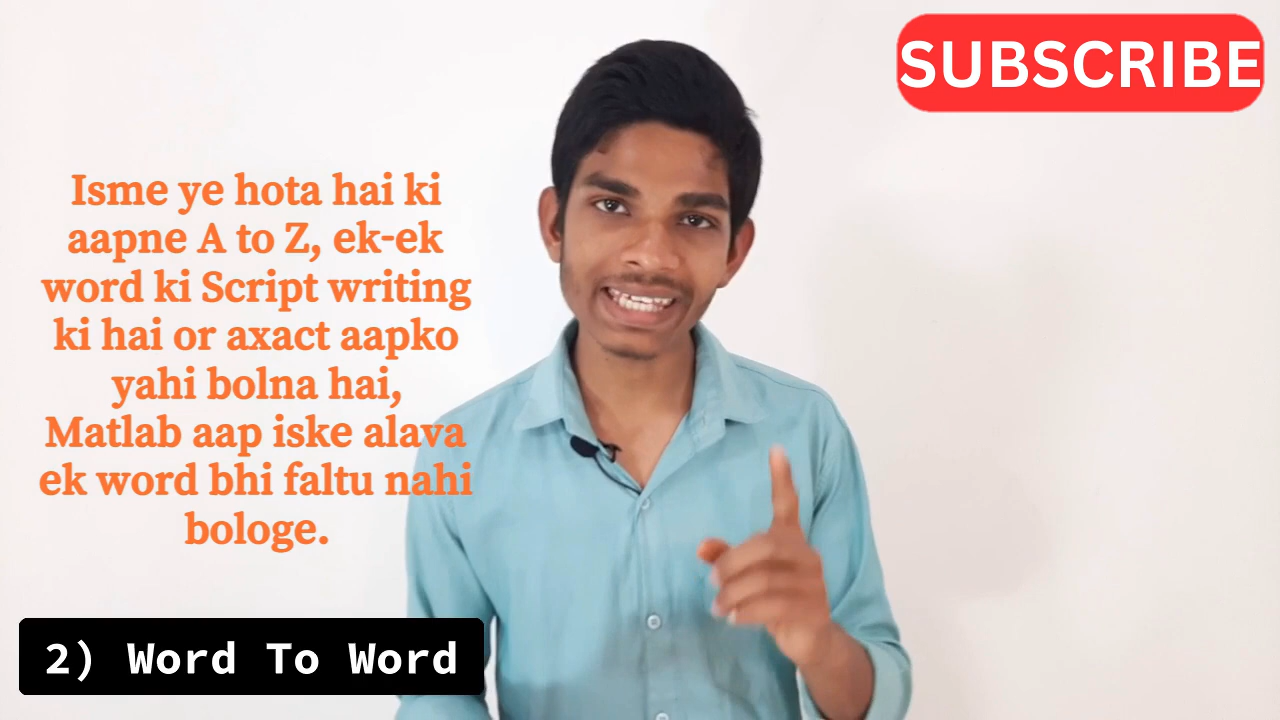 SUBSCRIBE
Isme ye hota hai ki
aapne A to Z, ek-ek
word ki Script writing
ki hai or axact aapko
yahi bolna hai,
Matlab aap iske alava
ek word bhi faltu nahi
bologe.
2) Word To Word